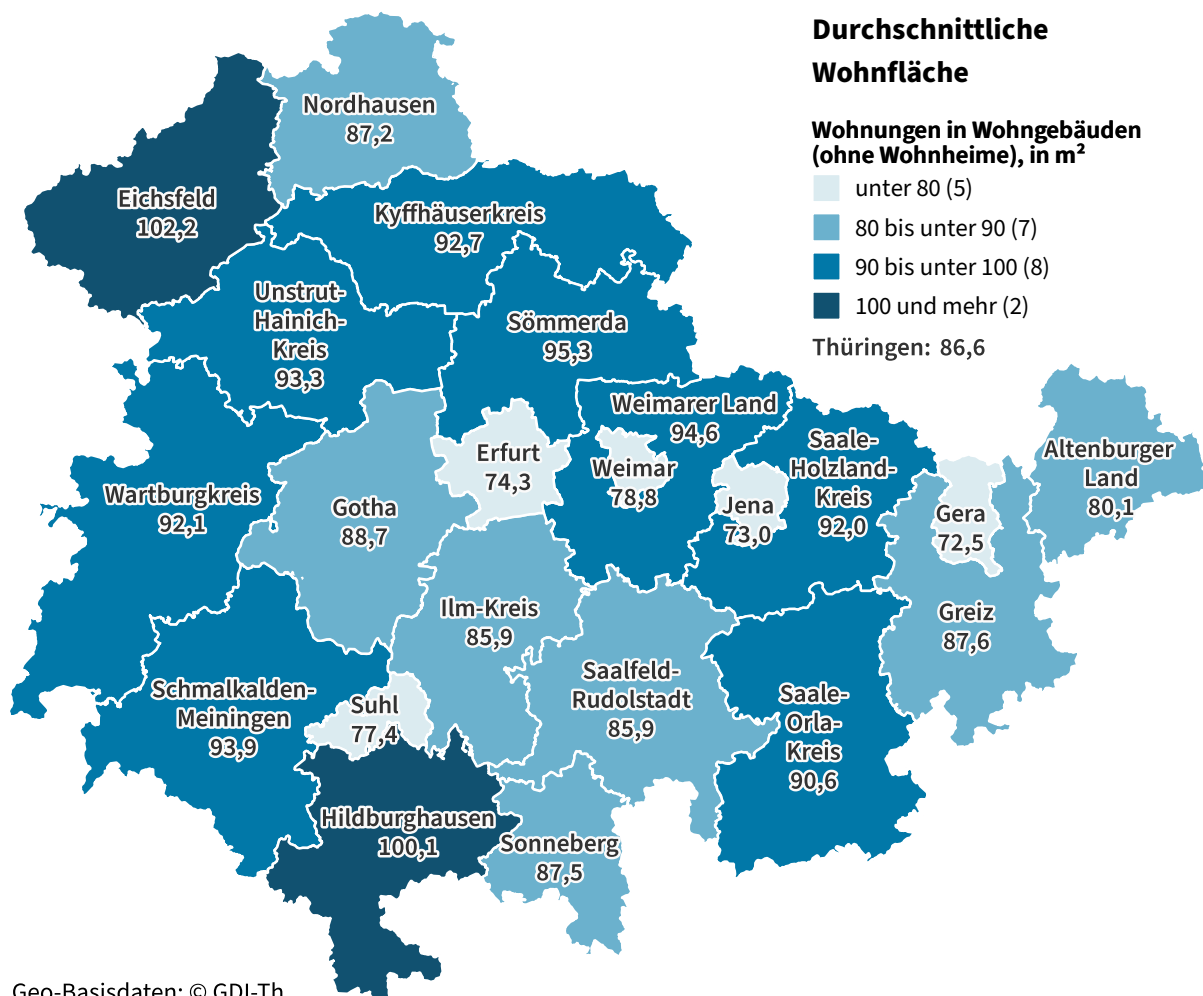 Durchschnittliche
Wohnfläche
Wohnungen in Wohngebäuden
(ohne Wohnheime), in m²
unter 80 (5)
80 bis unter 90 (7)
90 bis unter 100 (8)
100 und mehr (2)
Thüringen: 86,6
Nordhausen
87,2
Eichsfeld
102,2
Kyffhäuserkreis
92,7
Unstrut-
Hainich-
Kreis
93,3
Sömmerda
95,3
Weimarer Land
94,6
Erfurt
74,3
Weimar
78,8
Jena
73,0
Saale-
Holzland-
Kreis
92,0
Altenburger
Land
80,1
Gera
72,5
Wartburgkreis
92,1
Gotha
88,7
Ilm-Kreis
85,9
Greiz
87,6
Saalfeld-
Rudolstadt
85,9
Schmalkalden-
Meiningen
93,9
Suhl
77,4
Saale-
Orla-
Kreis
90,6
Hildburghausen
100,1
Sonneberg
87,5
Geo-Basisdaten: © GDI-Th